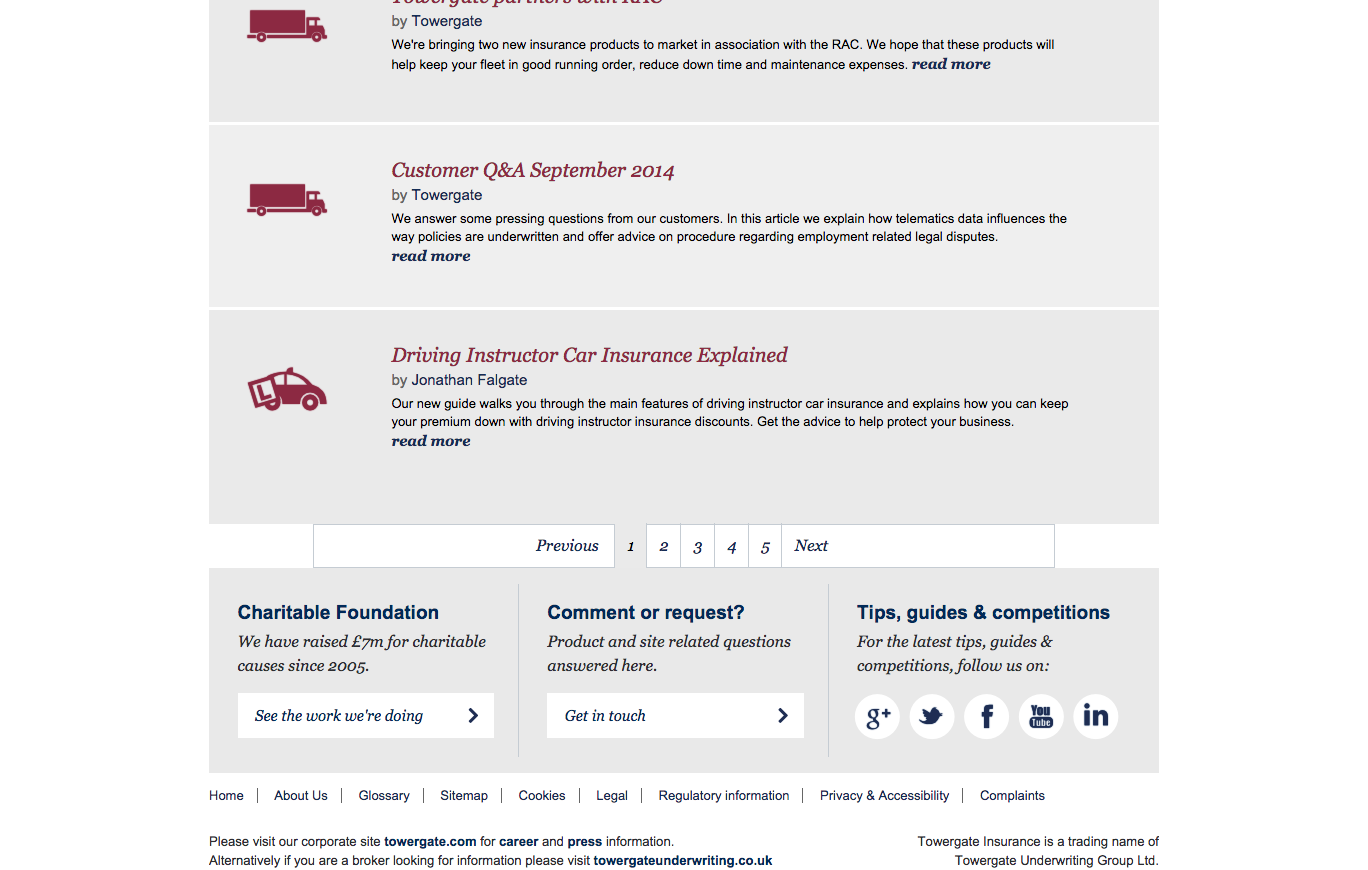 Towergate partners with RAC
by Towergate
We're bringing two new insurance products to market in association with the RAC. We hope that these products will
help keep your fleet in good running order, reduce down time and maintenance expenses. read more
Customer Q&A September 2014
by Towergate
We answer some pressing questions from our customers. In this article we explain how telematics data influences the
way policies are underwritten and offer advice on procedure regarding employment related legal disputes.
read more
L
Driving Instructor Car Insurance Explained
by Jonathan Falgate
Our new guide walks you through the main features of driving instructor car insurance and explains how you can keep
your premium down with driving instructor insurance discounts. Get the advice to help protect your business.
read more
Previous 1 2 3 4 5 Next
Charitable Foundation
We have raised £7m for charitable
causes since 2005.
See the work we're doing
Comment or request?
Product and site related questions
answered here.
Get in touch
Tips, guides & competitions
For the latest tips, guides &
competitions, follow us on:
g+ f You Tube in
Home About Us Glossary Sitemap Cookies Legal Regulatory information Privacy & Accessibility Complaints
Please visit our corporate site towergate.com for career and press information.
Alternatively if you are a broker looking for information please visit towergateunderwriting.co.uk
Towergate Insurance is a trading name of
Towergate Underwriting Group Ltd.